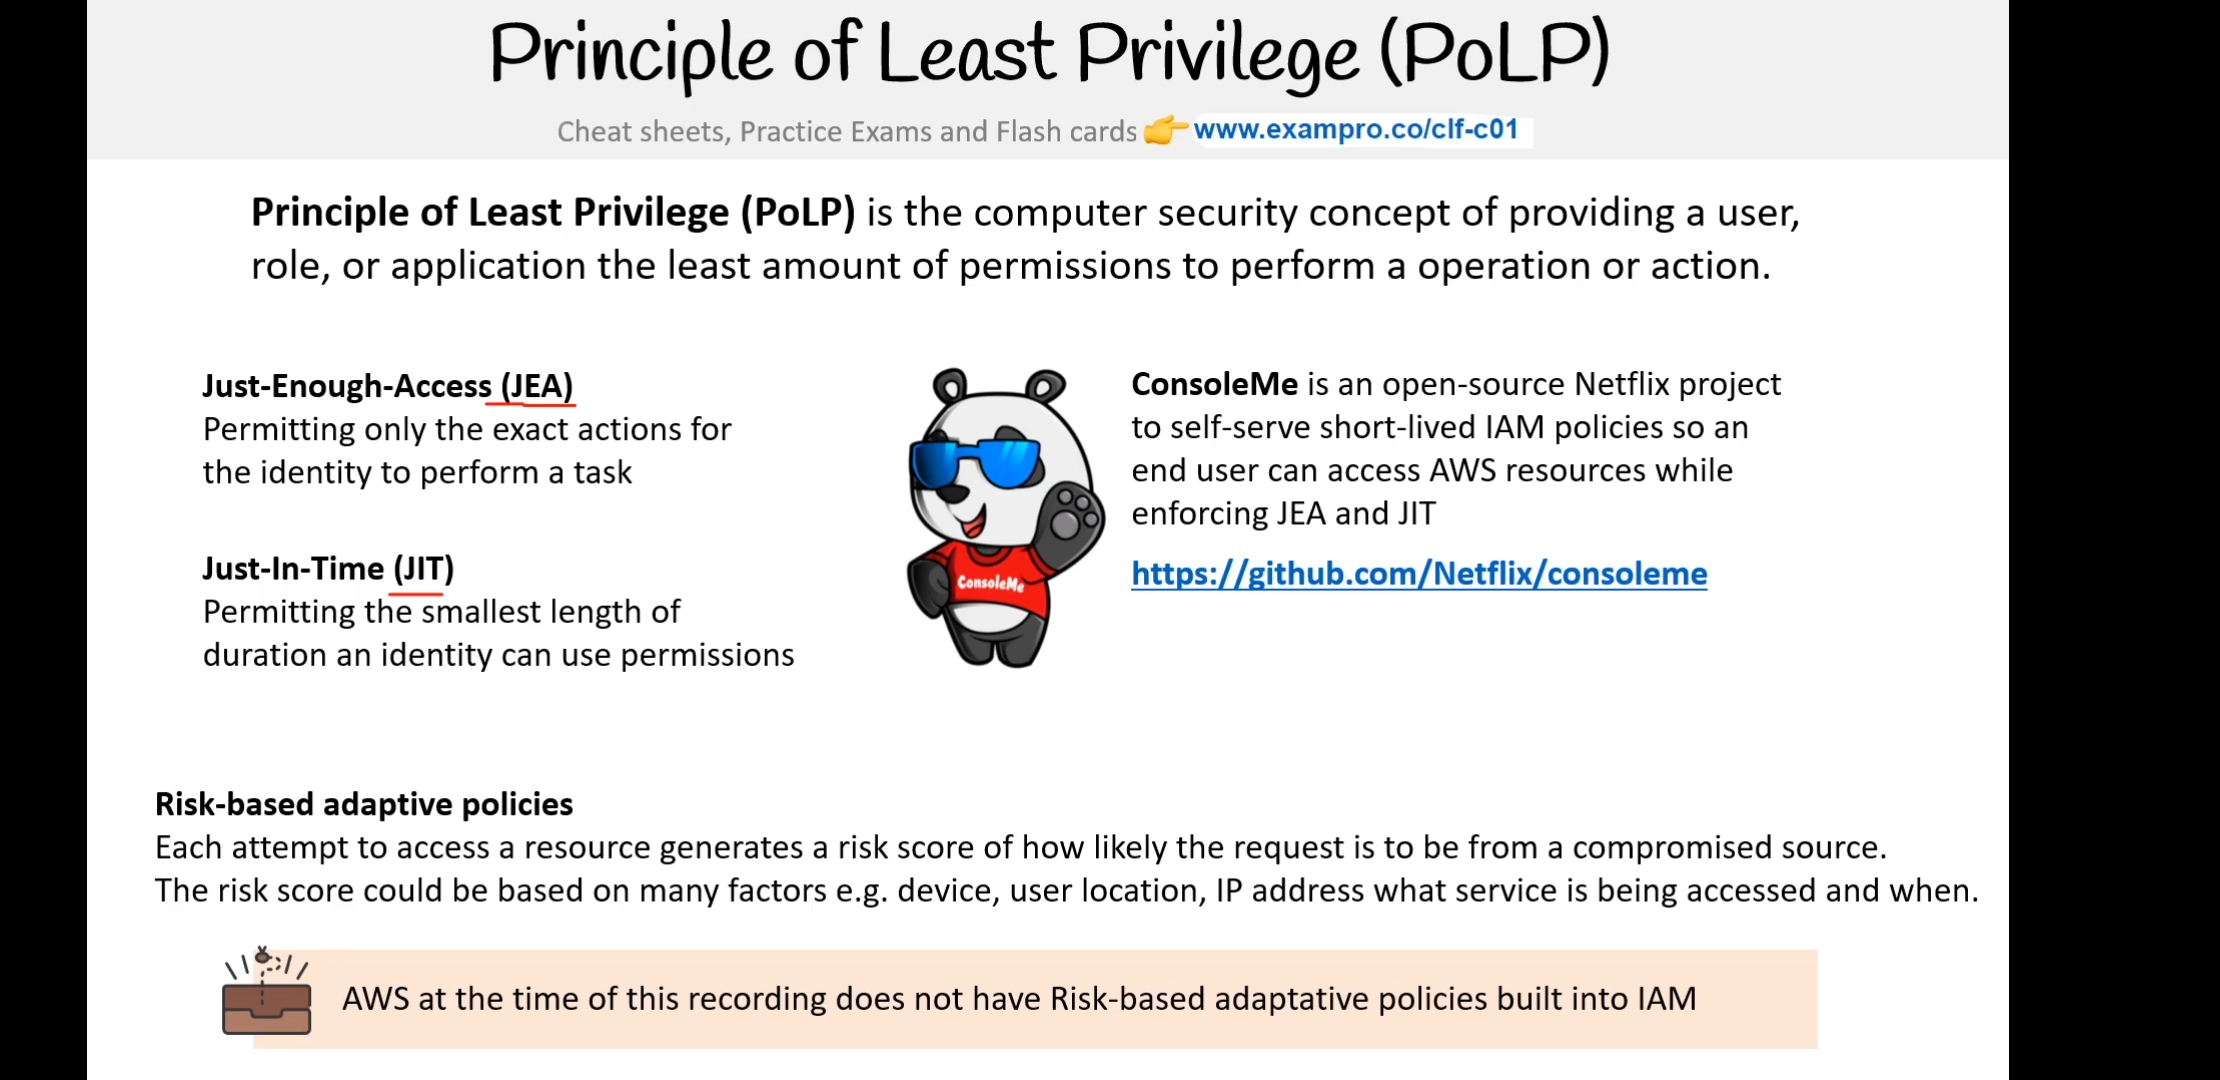 Principle of Least Privilege (PoLP)
Cheat sheets, Practice Exams and Flash cards 👉 www.exampro.co/clf-c01
Principle of Least Privilege (PoLP) is the computer security concept of providing a user,
role, or application the least amount of permissions to perform a operation or action.
Just-Enough-Access (JEA)
Permitting only the exact actions for
the identity to perform a task
Just-In-Time (JIT)
Permitting the smallest length of
duration an identity can use permissions
ConsoleMe
ConsoleMe is an open-source Netflix project
to self-serve short-lived IAM policies so an
end user can access AWS resources while
enforcing JEA and JIT
https://github.com/Netflix/consoleme
Risk-based adaptive policies
Each attempt to access a resource generates a risk score of how likely the request is to be from a compromised source.
The risk score could be based on many factors e.g. device, user location, IP address what service is being accessed and when.
AWS at the time of this recording does not have Risk-based adaptative policies built into IAM